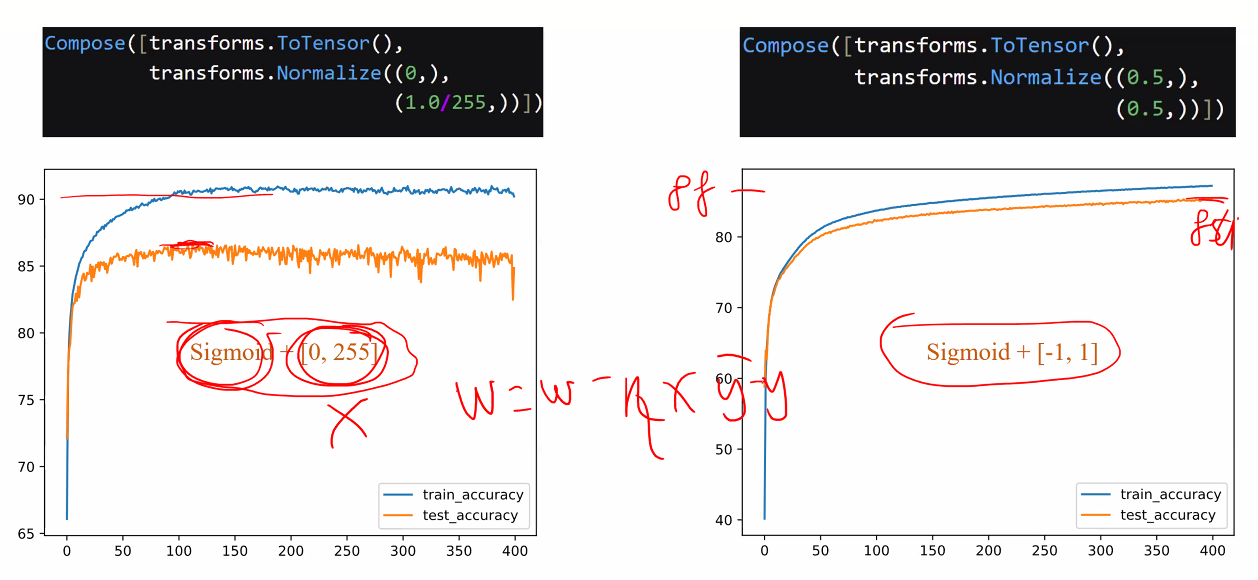 Compose([transforms.ToTensor(),
transforms.Normalize((0,),
(1.0/255,))])
Compose([transforms.ToTensor(),
transforms.Normalize((0.5,),
(0.5,))])
90
85
80
75
70
65
0 50 100 150 200 250 300 350 400
Sigmoid + [0, 255]
X
train_accuracy
test_accuracy
w = w - η x ŷ - y
80
70
60
50
40
0 50 100 150 200 250 300 350 400
Sigmoid + [-1, 1]
train_accuracy
test_accuracy